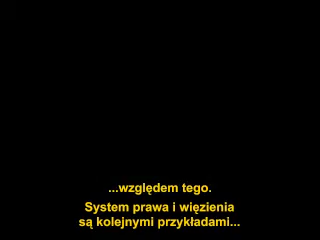 ...względem tego.
System prawa i więzienia
są kolejnymi przykładami...